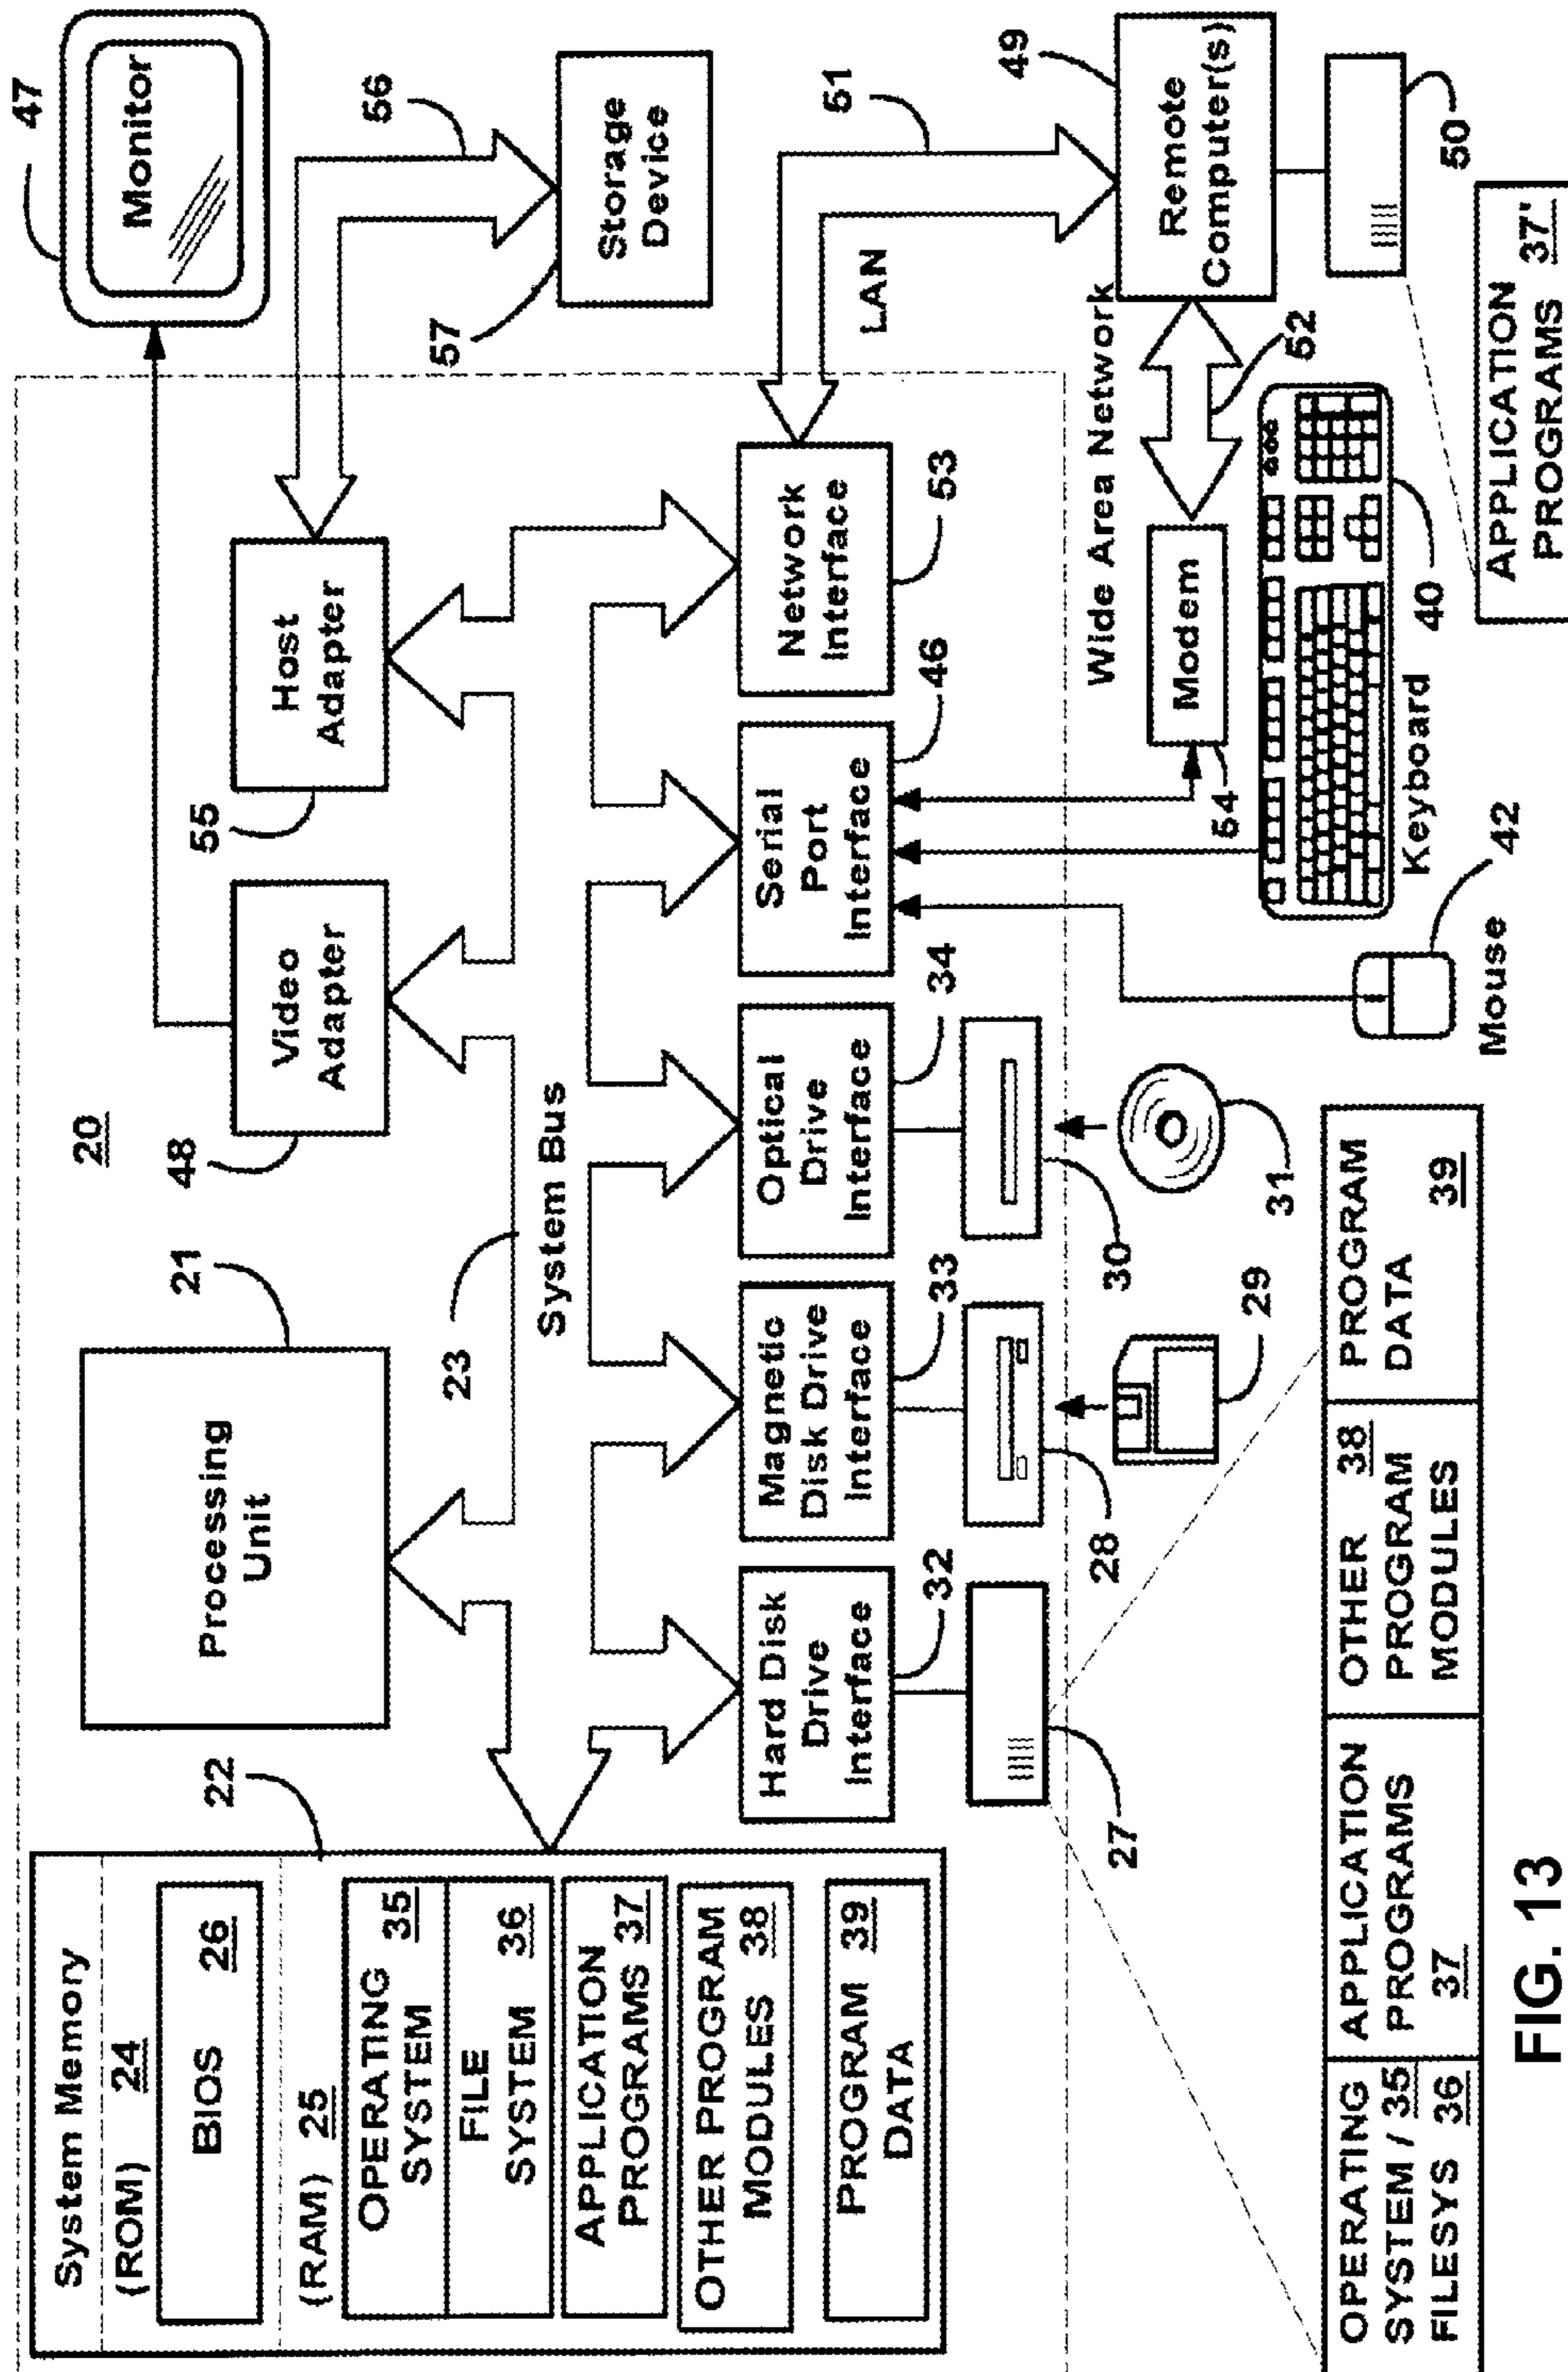 System Memory
(ROM) 24
BIOS 26
22
(RAM) 25
OPERATING
SYSTEM 35
FILE
SYSTEM 36
APPLICATION
PROGRAMS 37
OTHER PROGRAM
MODULES 38
PROGRAM 39
DATA
Processing
Unit
21
20
48
Video
Adapter
55
Host
Adapter
47
Monitor
56
57
Storage
Device
23
System Bus
Hard Disk
Drive
Interface
32
Magnetic
Disk Drive
Interface
33
Optical
Drive
Interface
34
Serial
Port
Interface
46
Network
Interface
53
LAN
51
49
Remote
Computer(s)
50
Wide Area Network
52
Modem
54
27
28
29
30
31
Mouse
42
Keyboard
40
OPERATING
SYSTEM / 35
FILESYS 36
APPLICATION
PROGRAMS
37
OTHER 38
PROGRAM
MODULES
PROGRAM
DATA
39
APPLICATION
PROGRAMS 37'
FIG. 13